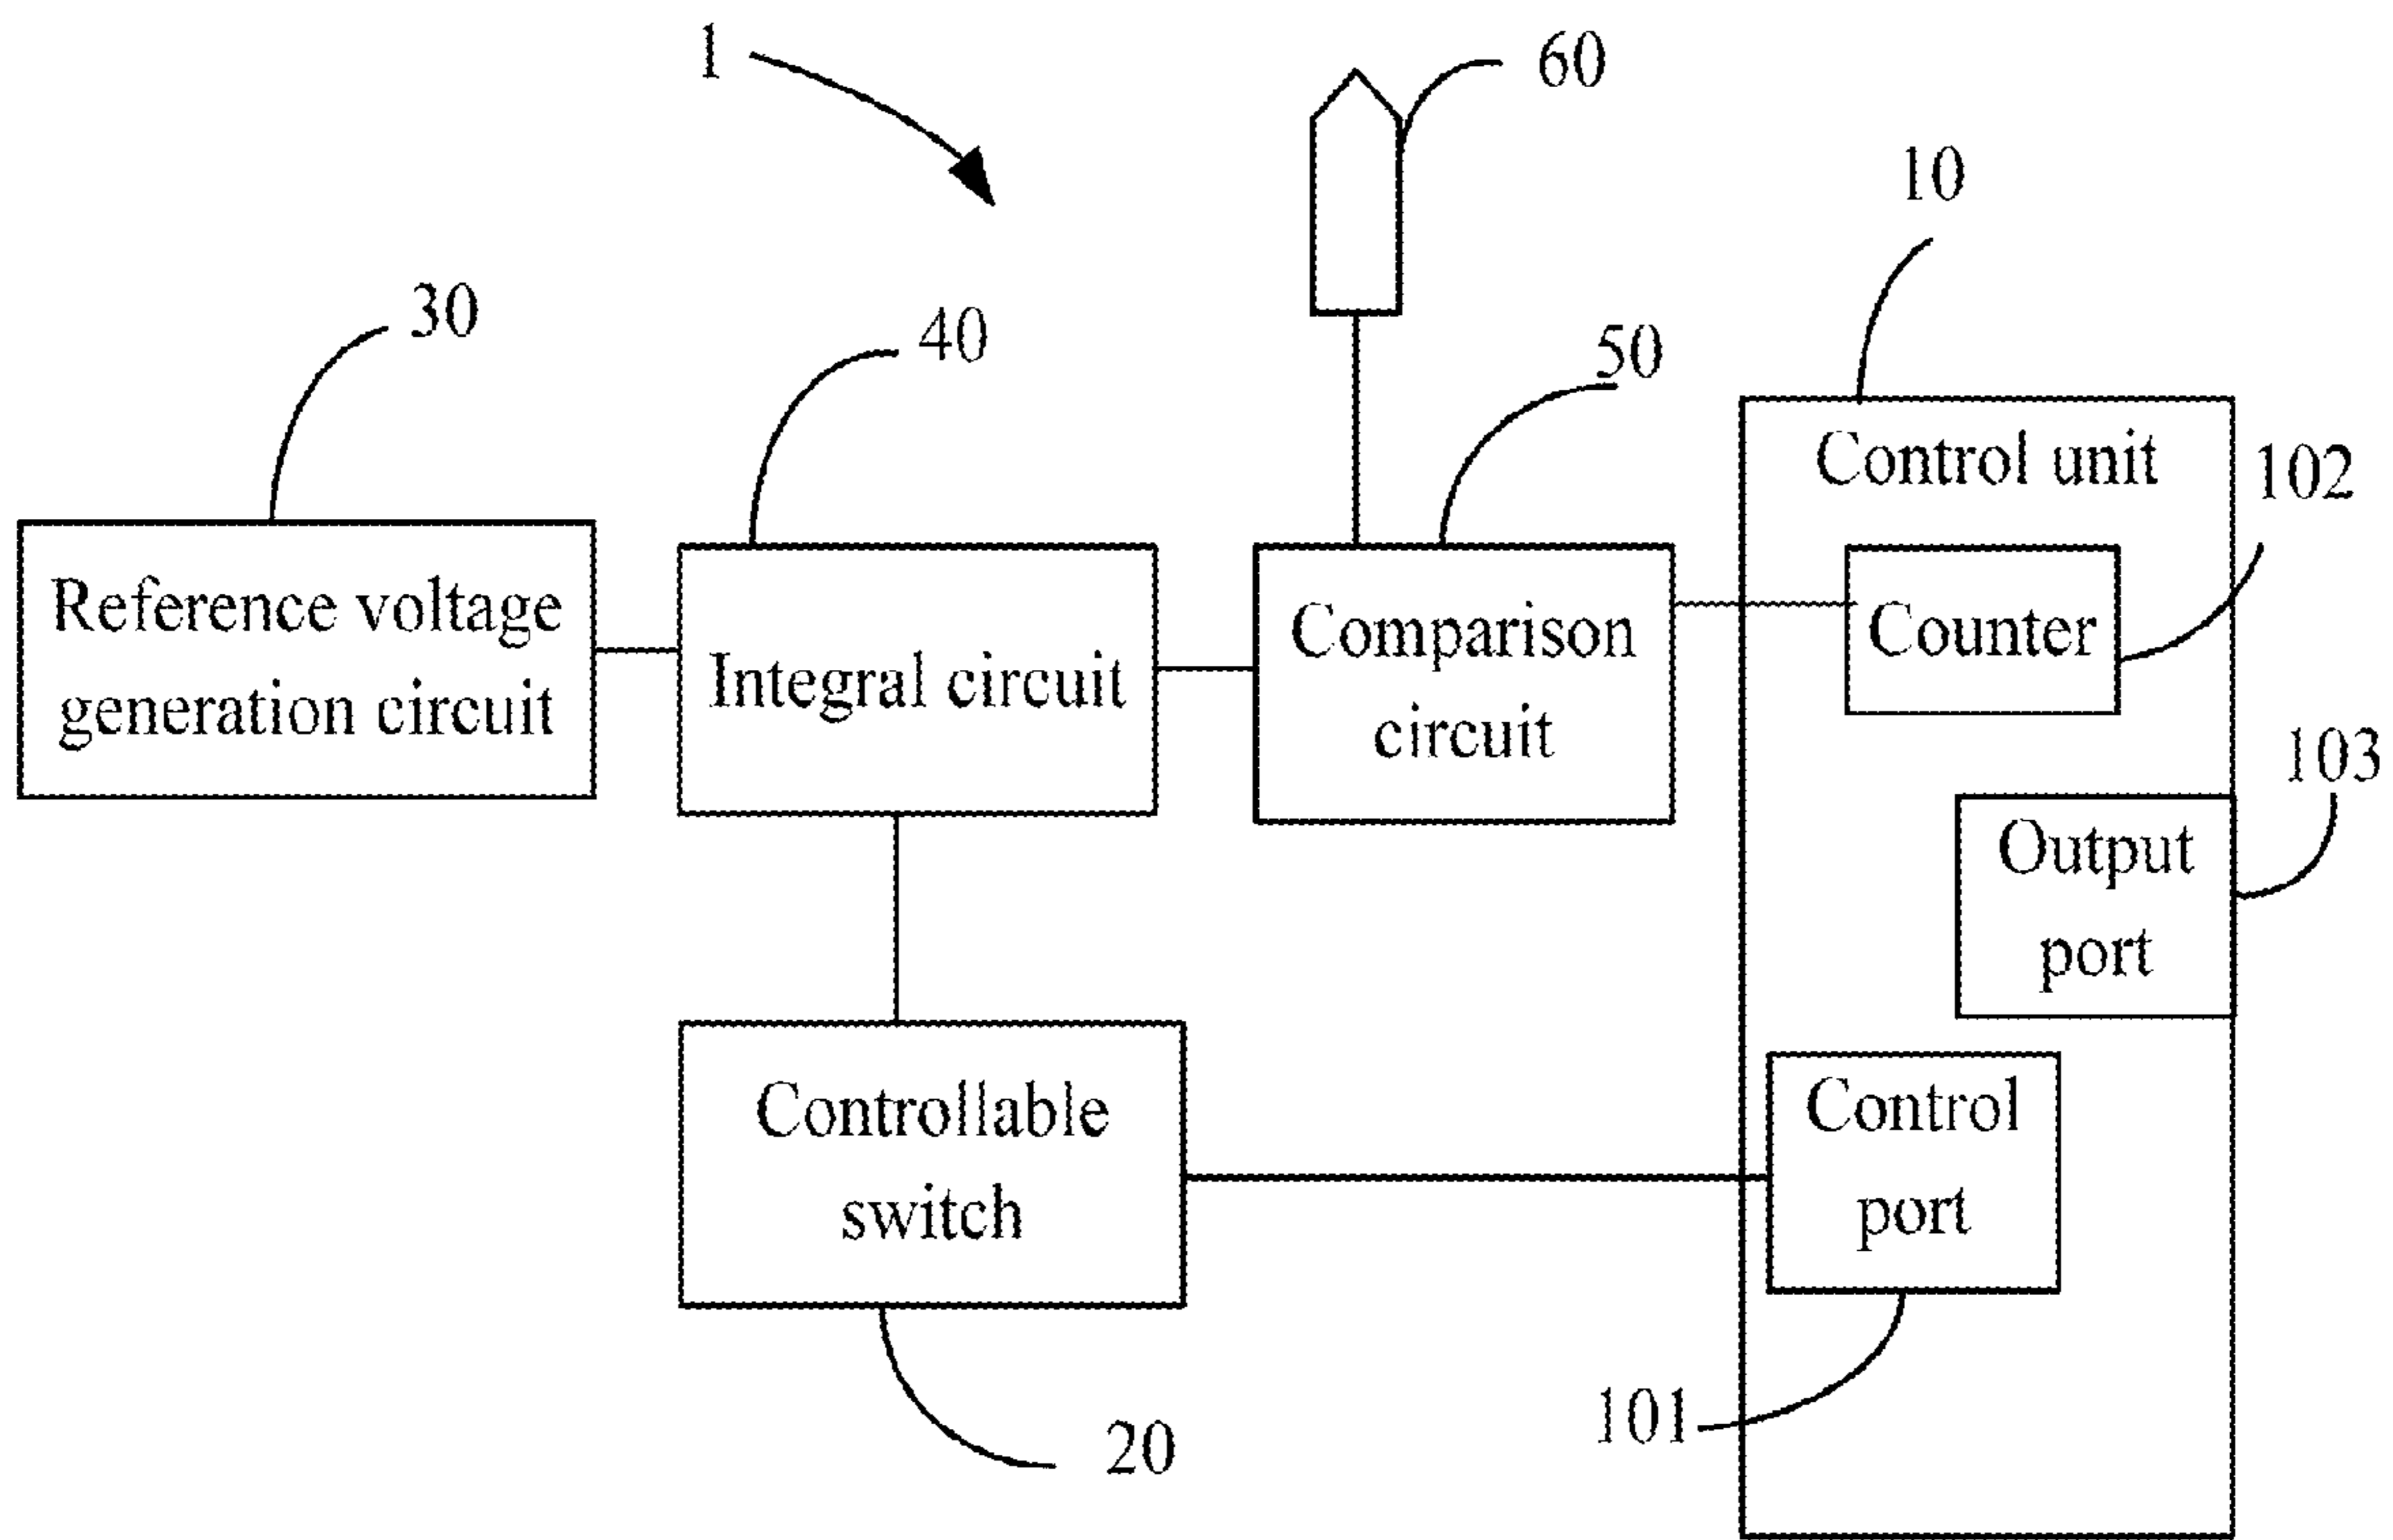 1
60
10
30
40
50
Control unit
102
Reference voltage
generation circuit
Integral circuit
Comparison
circuit
Counter
103
Output
port
Controllable
switch
Control
port
101
20